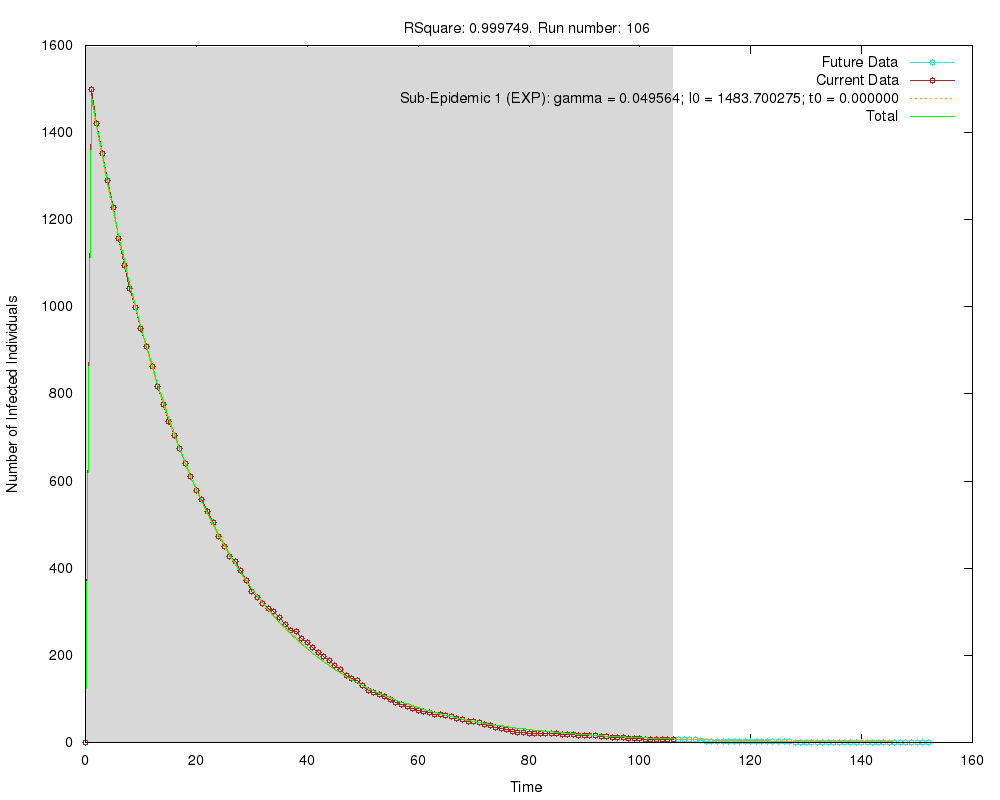 RSquare: 0.999749. Run number: 106
1600
1400
1200
1000
800
600
400
200
0
Number of Infected Individuals
Future Data
Current Data
Sub-Epidemic 1 (EXP): gamma = 0.049564; I0 = 1483.700275; t0 = 0.000000
Total
0 20 40 60 80 100 120 140 160
Time